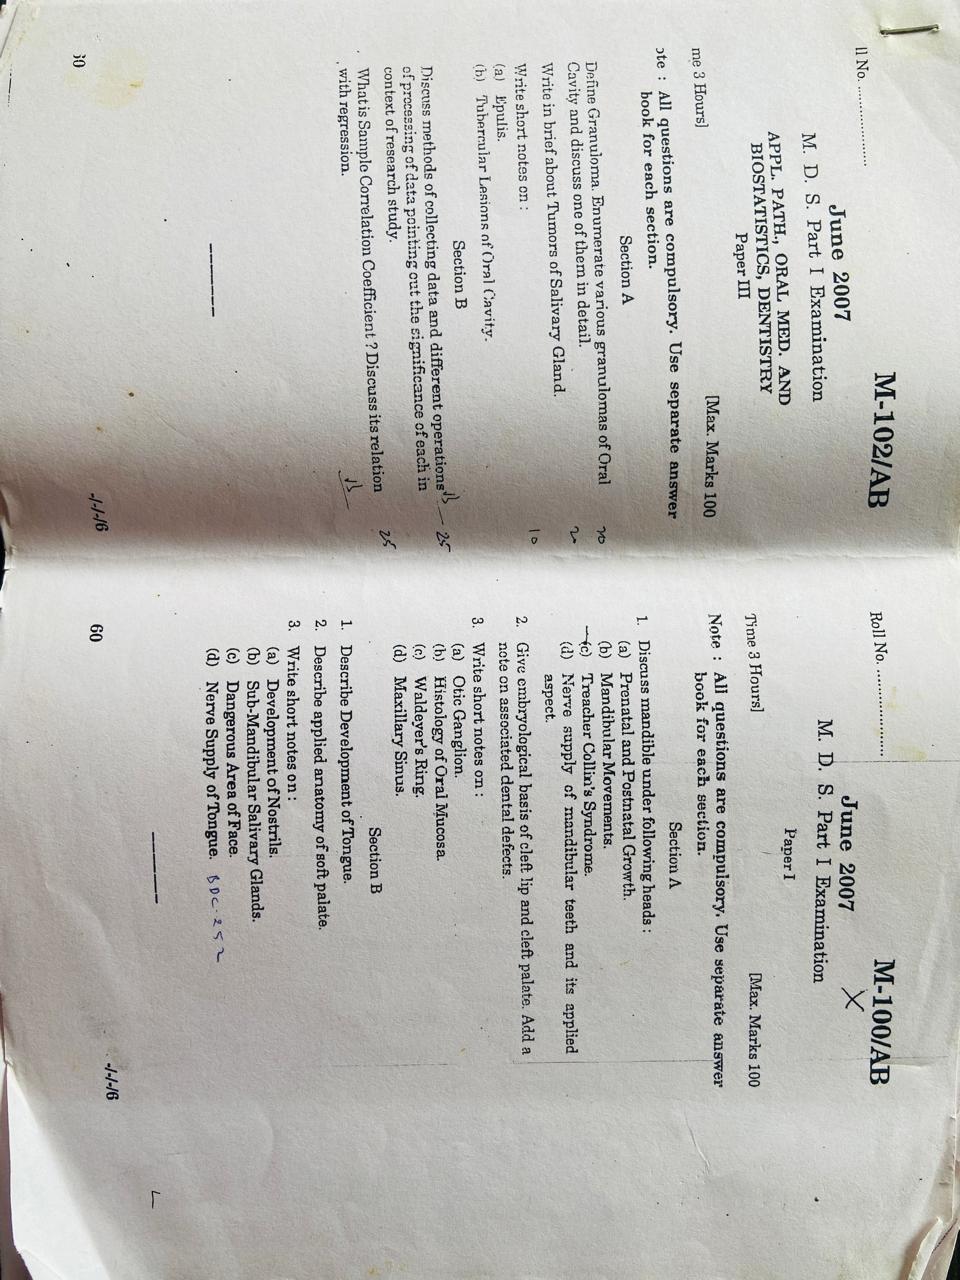 M-102/AB
ll No. ....................
June 2007
M. D. S. Part I Examination
APPL. PATH., ORAL MED. AND
BIOSTATISTICS, DENTISTRY
Paper III
me 3 Hours]
[Max. Marks 100
ote : All questions are compulsory. Use separate answer
book for each section.
Section A
Define Granuloma. Enumerate various granulomas of Oral 20
Cavity and discuss one of them in detail.
Write in brief about Tumors of Salivary Gland. 20
Write short notes on : 10
(a) Epulis.
(b) Tubercular Lesions of Oral Cavity.
Section B
Discuss methods of collecting data and different operations 25
of processing of data pointing out the significance of each in
context of research study.
What is Sample Correlation Coefficient ? Discuss its relation 25
with regression.
60
-/-/-/6
Roll No. .....................
M-100/AB
X
June 2007
M. D. S. Part I Examination
Paper I
Time 3 Hours]
[Max. Marks 100
Note : All questions are compulsory. Use separate answer
book for each section.
Section A
1. Discuss mandible under following heads :
(a) Prenatal and Postnatal Growth.
(b) Mandibular Movements.
(c) Treacher Collin's Syndrome.
(d) Nerve supply of mandibular teeth and its applied
aspect.
2. Give embryological basis of cleft lip and cleft palate. Add a
note on associated dental defects.
3. Write short notes on :
(a) Otic Ganglion.
(b) Histology of Oral Mucosa.
(c) Waldeyer's Ring.
(d) Maxillary Sinus.
Section B
1. Describe Development of Tongue.
2. Describe applied anatomy of soft palate.
3. Write short notes on :
(a) Development of Nostrils.
(b) Sub-Mandibular Salivary Glands.
(c) Dangerous Area of Face.
(d) Nerve Supply of Tongue. BDC-252
60
-/-/-/6